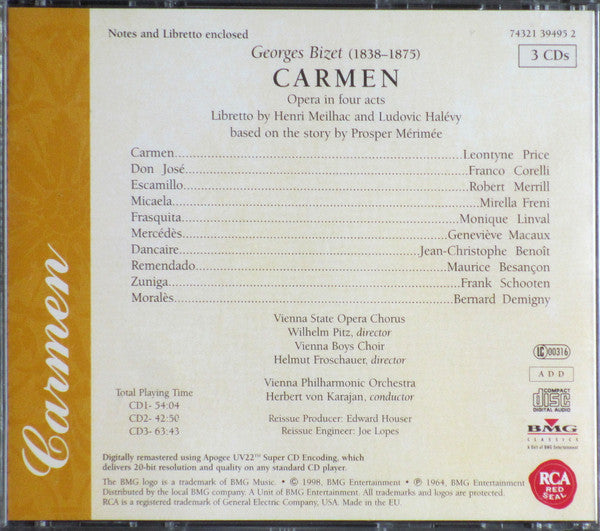 Notes and Libretto enclosed
74321 39495 2
Georges Bizet (1838–1875)
3 CDs
CARMEN
Opera in four acts
Libretto by Henri Meilhac and Ludovic Halévy
based on the story by Prosper Mérimée
Carmen Leontyne Price
Don José Franco Corelli
Escamillo Robert Merrill
Micaela Mirella Freni
Frasquita Monique Linval
Mercédès Geneviève Macaux
Dancaire Jean-Christophe Benoît
Remendado Maurice Besançon
Zuniga Frank Schooten
Moralès Bernard Demigny
Carmen
Vienna State Opera Chorus
Wilhelm Pitz, director
Vienna Boys Choir
Helmut Froschauer, director
Vienna Philharmonic Orchestra
Herbert von Karajan, conductor
Reissue Producer: Edward Houser
Reissue Engineer: Joe Lopes
Total Playing Time
CD1- 54:04
CD2- 42:50
CD3- 63:43
LC 00316
ADD
COMPACT
disc
DIGITAL AUDIO
BMG
CLASSICS
A Unit of BMG Entertainment
RCA
RED
SEAL
Digitally remastered using Apogee UV22™ Super CD Encoding, which
delivers 20-bit resolution and quality on any standard CD player.
The BMG logo is a trademark of BMG Music. • © 1998, BMG Entertainment • ℗ 1964, BMG Entertainment
Distributed by the local BMG company. A Unit of BMG Entertainment. All trademarks and logos are protected.
RCA is a registered trademark of General Electric Company, USA. Made in the EU.